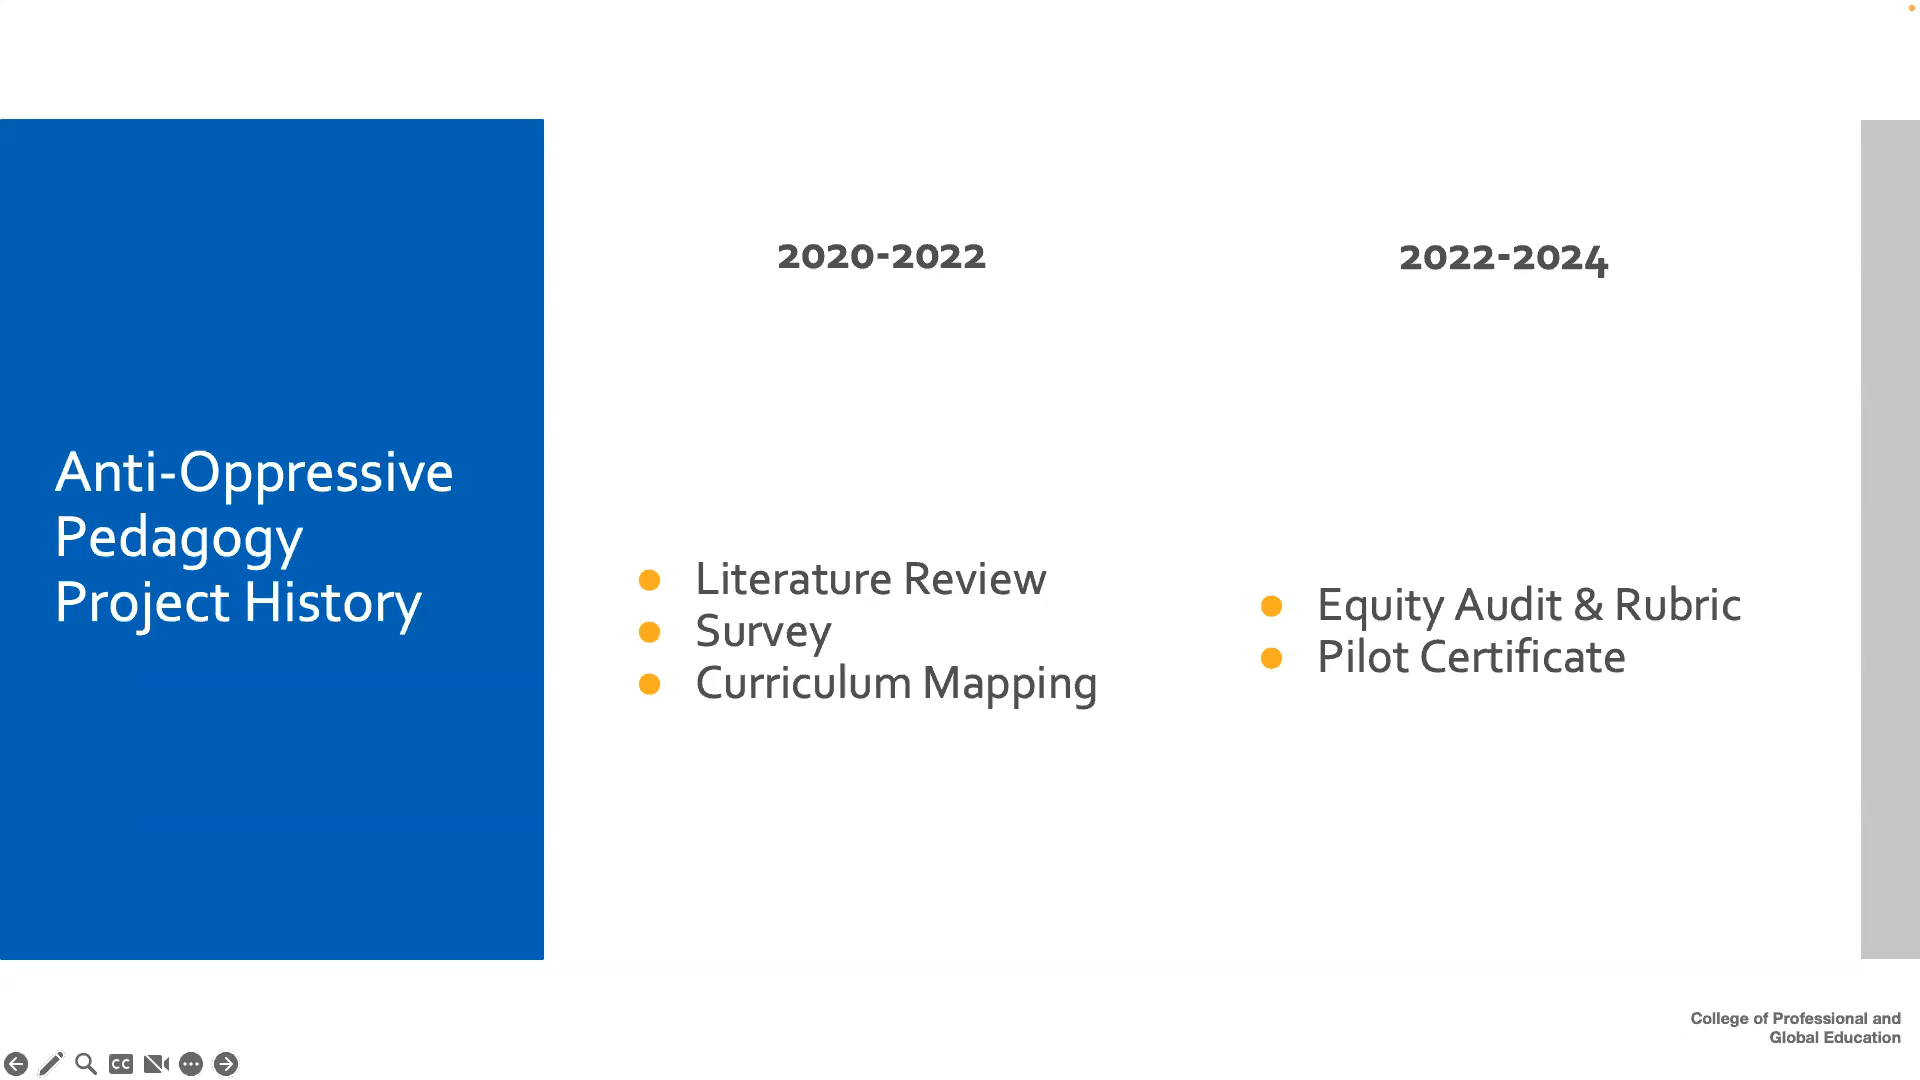 Anti-Oppressive
Pedagogy
Project History
2020-2022
Literature Review
Survey
Curriculum Mapping
2022-2024
Equity Audit & Rubric
Pilot Certificate
College of Professional and
Global Education
CC